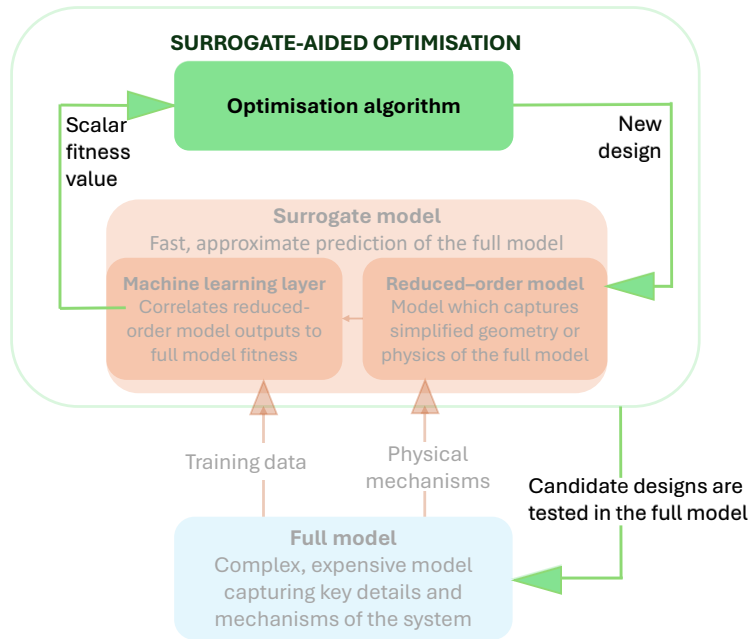 SURROGATE-AIDED OPTIMISATION
Optimisation algorithm
Scalar
fitness
value
New
design
Surrogate model
Fast, approximate prediction of the full model
Machine learning layer
Correlates reduced-
order model outputs to
full model fitness
Reduced–order model
Model which captures
simplified geometry or
physics of the full model
Training data
Physical
mechanisms
Candidate designs are
tested in the full model
Full model
Complex, expensive model
capturing key details and
mechanisms of the system